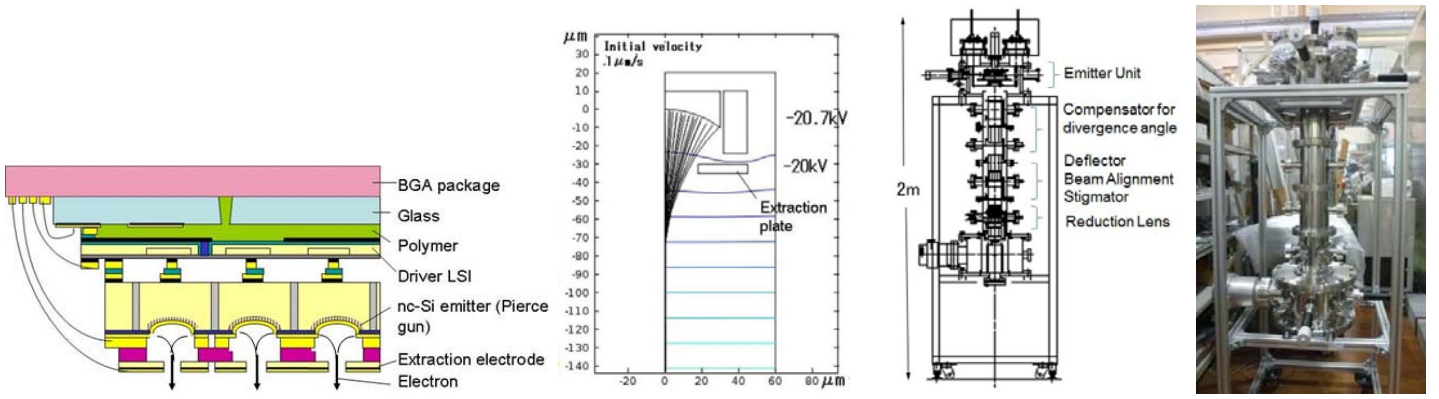 BGA package
Glass
Polymer
Driver LSI
nc-Si emitter (Pierce
gun)
Extraction electrode
Electron
μm
Initial velocity
.1μm/s
20
10
0
-10
-20
-30
-40
-50
-60
-70
-80
-90
-100
-110
-120
-130
-140
-20.7kV
-20kV
Extraction
plate
-20
0
20
40
60
80 μm
2m
Emitter Unit
Compensator for
divergence angle
Deflector
Beam Alignment
Stigmator
Reduction Lens